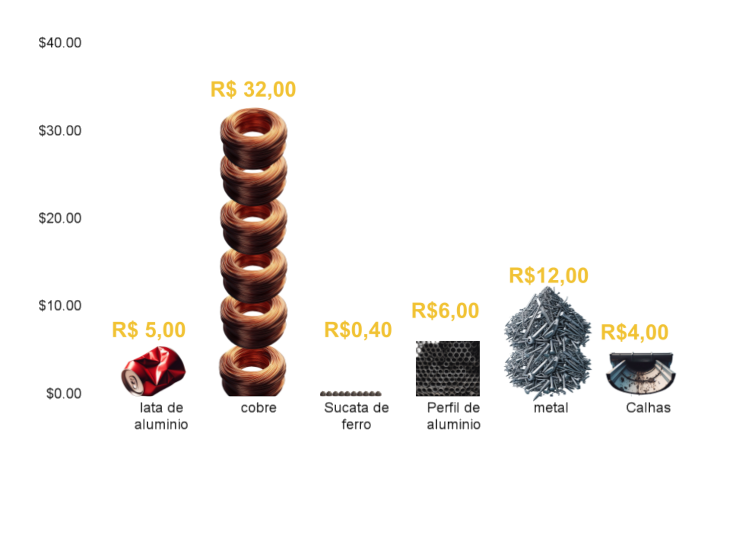 $40.00
R$ 32,00
$30.00
$20.00
R$12,00
$10.00
R$6,00
R$ 5,00
R$0,40
R$4,00
$0.00
lata de
aluminio
cobre
Sucata de
ferro
Perfil de
aluminio
metal
Calhas